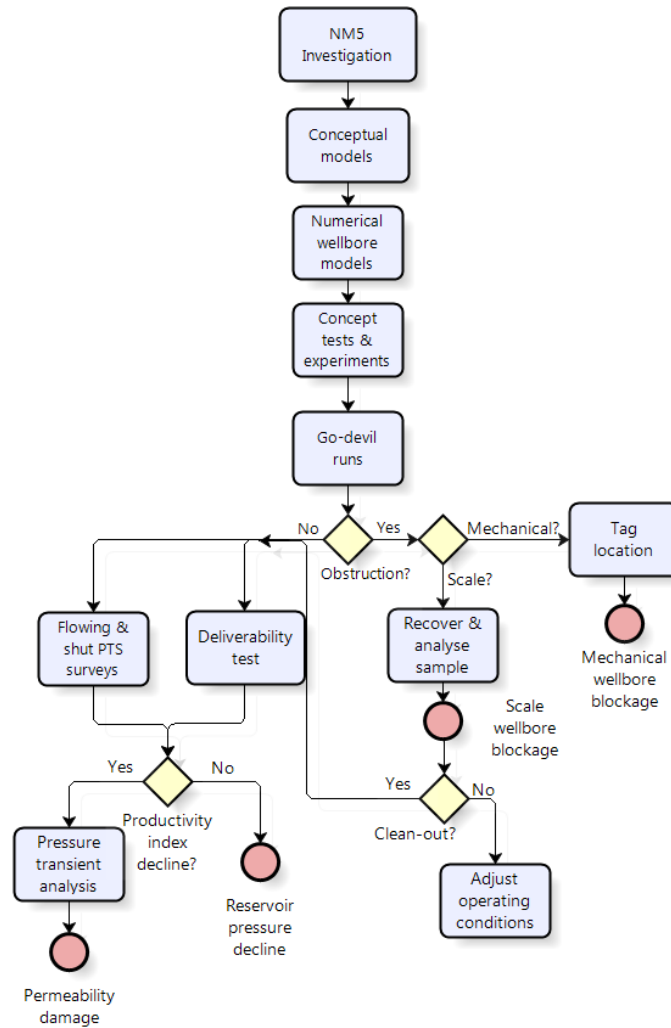 NM5
Investigation
Conceptual
models
Numerical
wellbore
models
Concept
tests &
experiments
Go-devil
runs
No
Yes
Mechanical?
Obstruction?
Scale?
Tag
location
Flowing &
shut PTS
surveys
Deliverability
test
Recover &
analyse
sample
Mechanical
wellbore
blockage
Scale
wellbore
blockage
Yes
No
Productivity
index
decline?
Yes
No
Clean-out?
Pressure
transient
analysis
Reservoir
pressure
decline
Adjust
operating
conditions
Permeability
damage